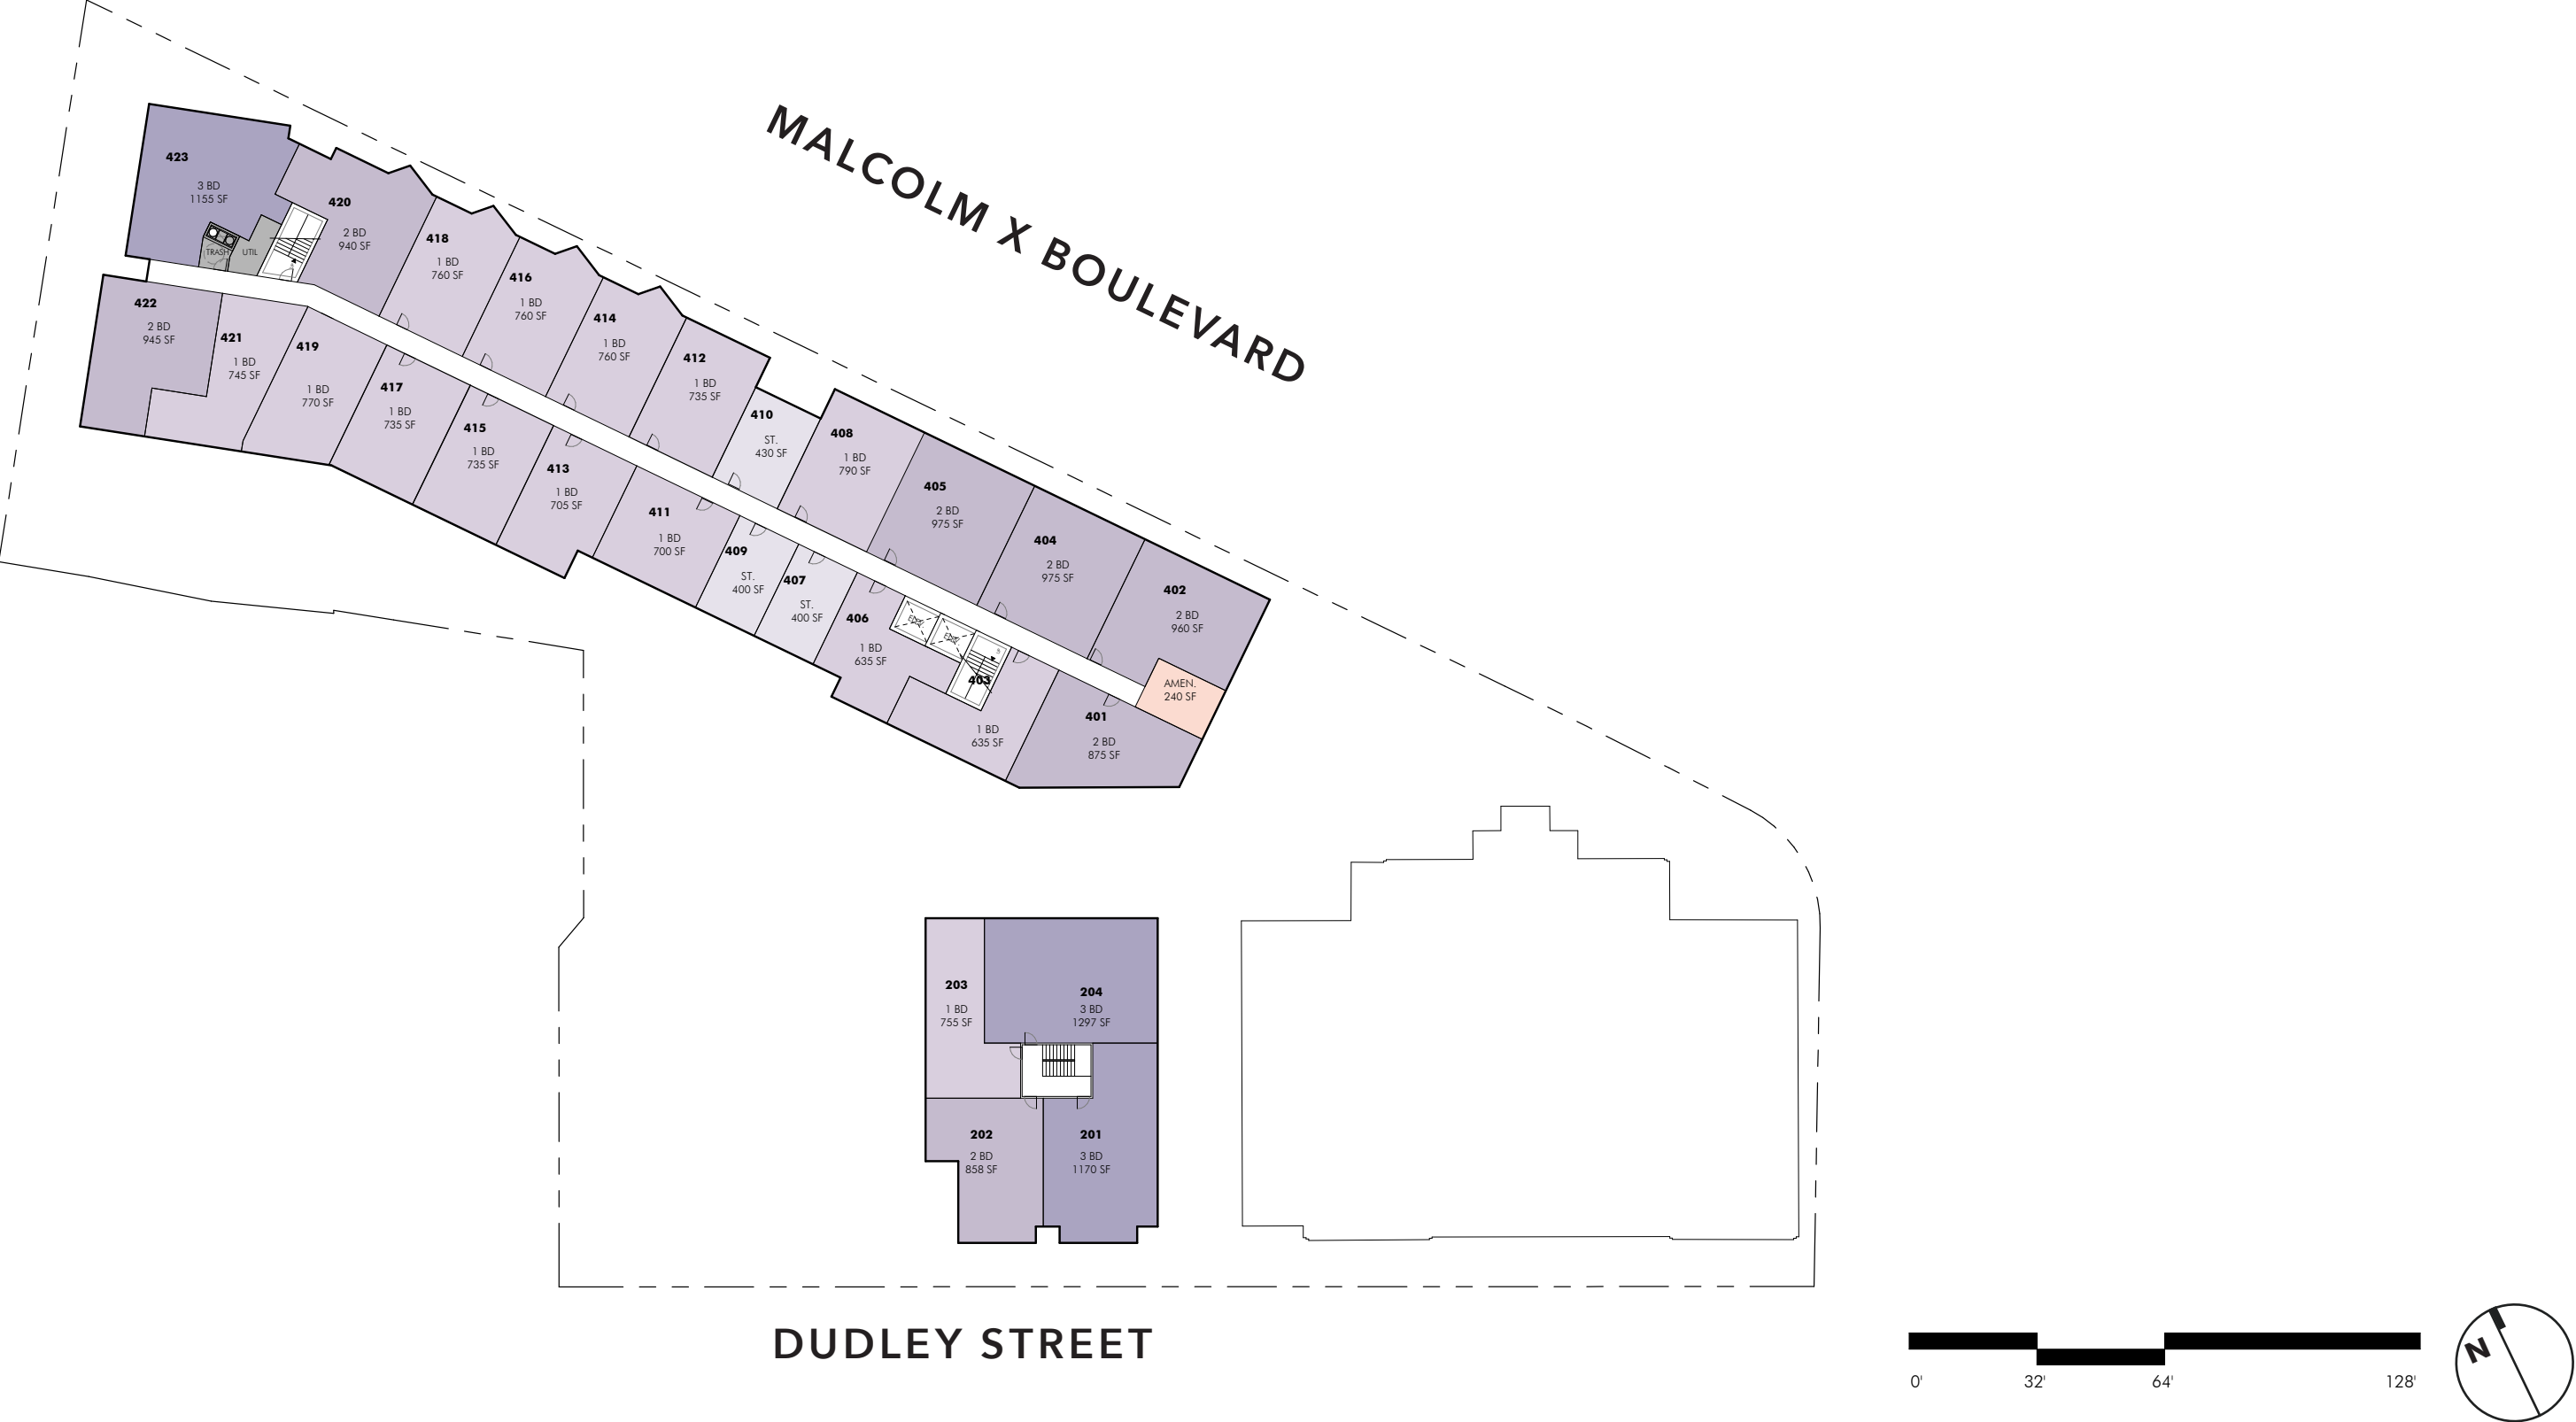 MALCOLM X BOULEVARD
423
3 BD
1155 SF
TRASH
UTIL
420
2 BD
940 SF
418
1 BD
760 SF
416
1 BD
760 SF
414
1 BD
760 SF
412
1 BD
735 SF
410
ST.
430 SF
408
1 BD
790 SF
405
2 BD
975 SF
404
2 BD
975 SF
402
2 BD
960 SF
AMEN.
240 SF
422
2 BD
945 SF
421
1 BD
745 SF
419
1 BD
770 SF
417
1 BD
735 SF
415
1 BD
735 SF
413
1 BD
705 SF
411
1 BD
700 SF
409
ST.
400 SF
407
ST.
400 SF
406
1 BD
635 SF
403
1 BD
635 SF
401
2 BD
875 SF
203
1 BD
755 SF
204
3 BD
1297 SF
202
2 BD
858 SF
201
3 BD
1170 SF
DUDLEY STREET
0'
32'
64'
128'
N